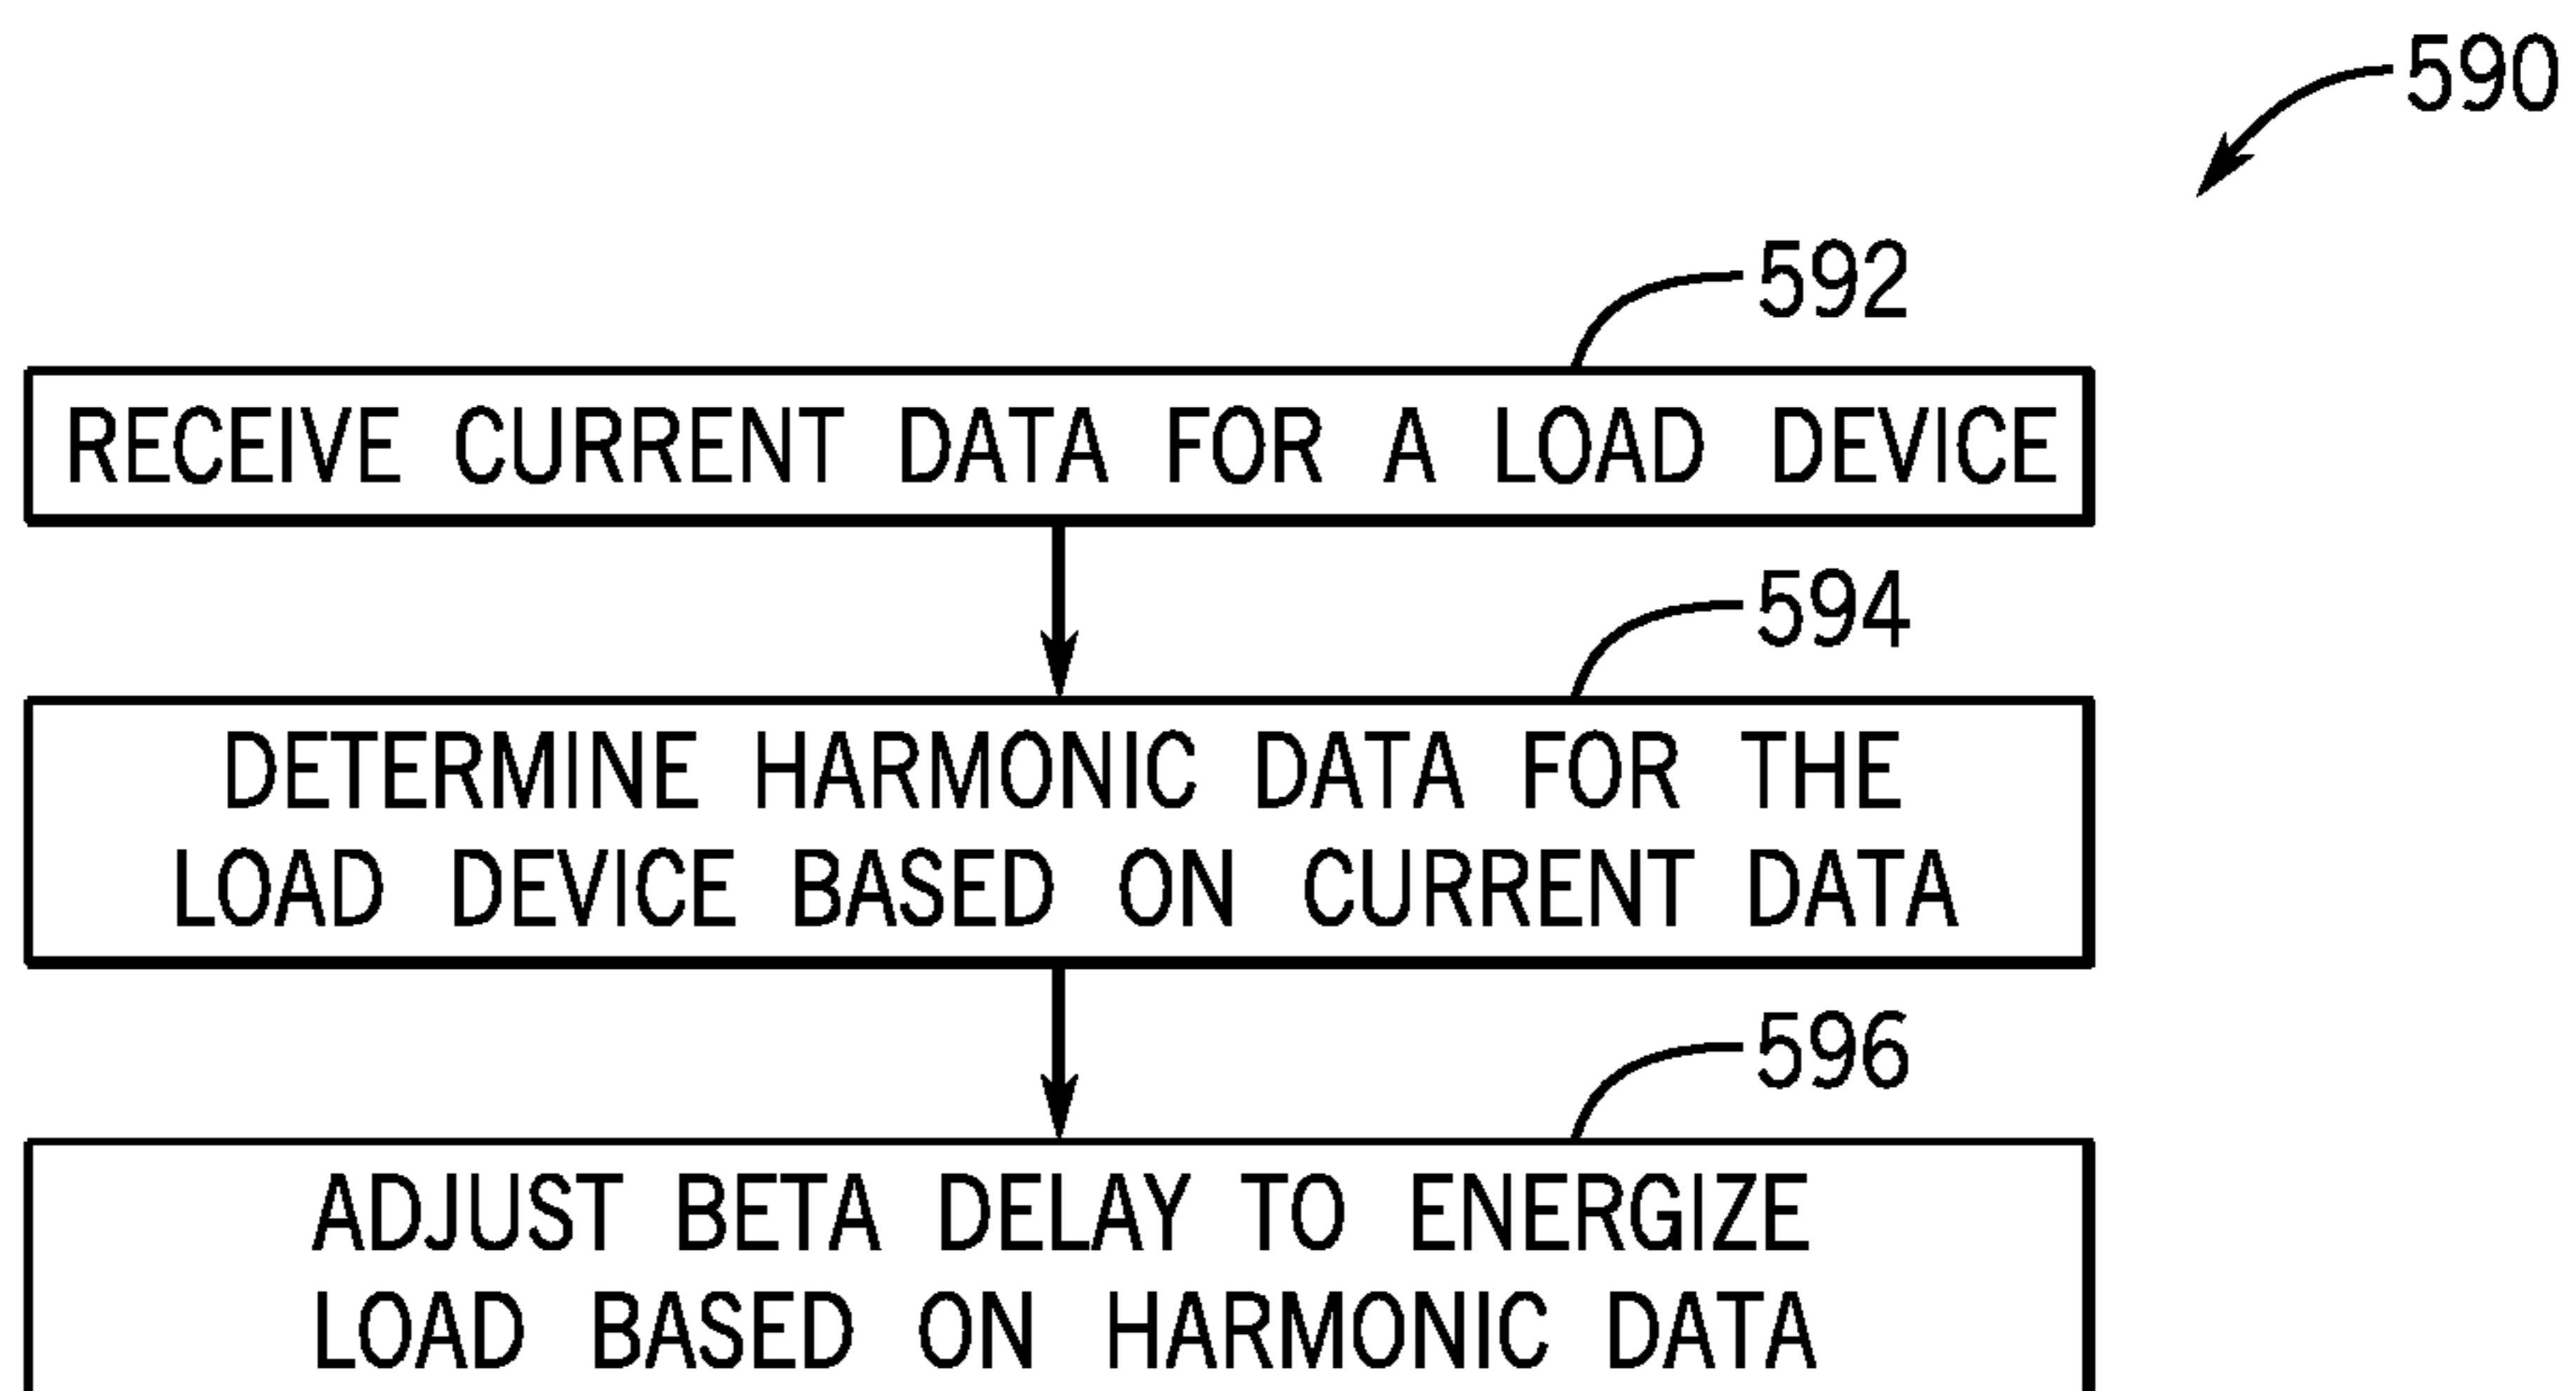 590
592
RECEIVE CURRENT DATA FOR A LOAD DEVICE
594
DETERMINE HARMONIC DATA FOR THE
LOAD DEVICE BASED ON CURRENT DATA
596
ADJUST BETA DELAY TO ENERGIZE
LOAD BASED ON HARMONIC DATA